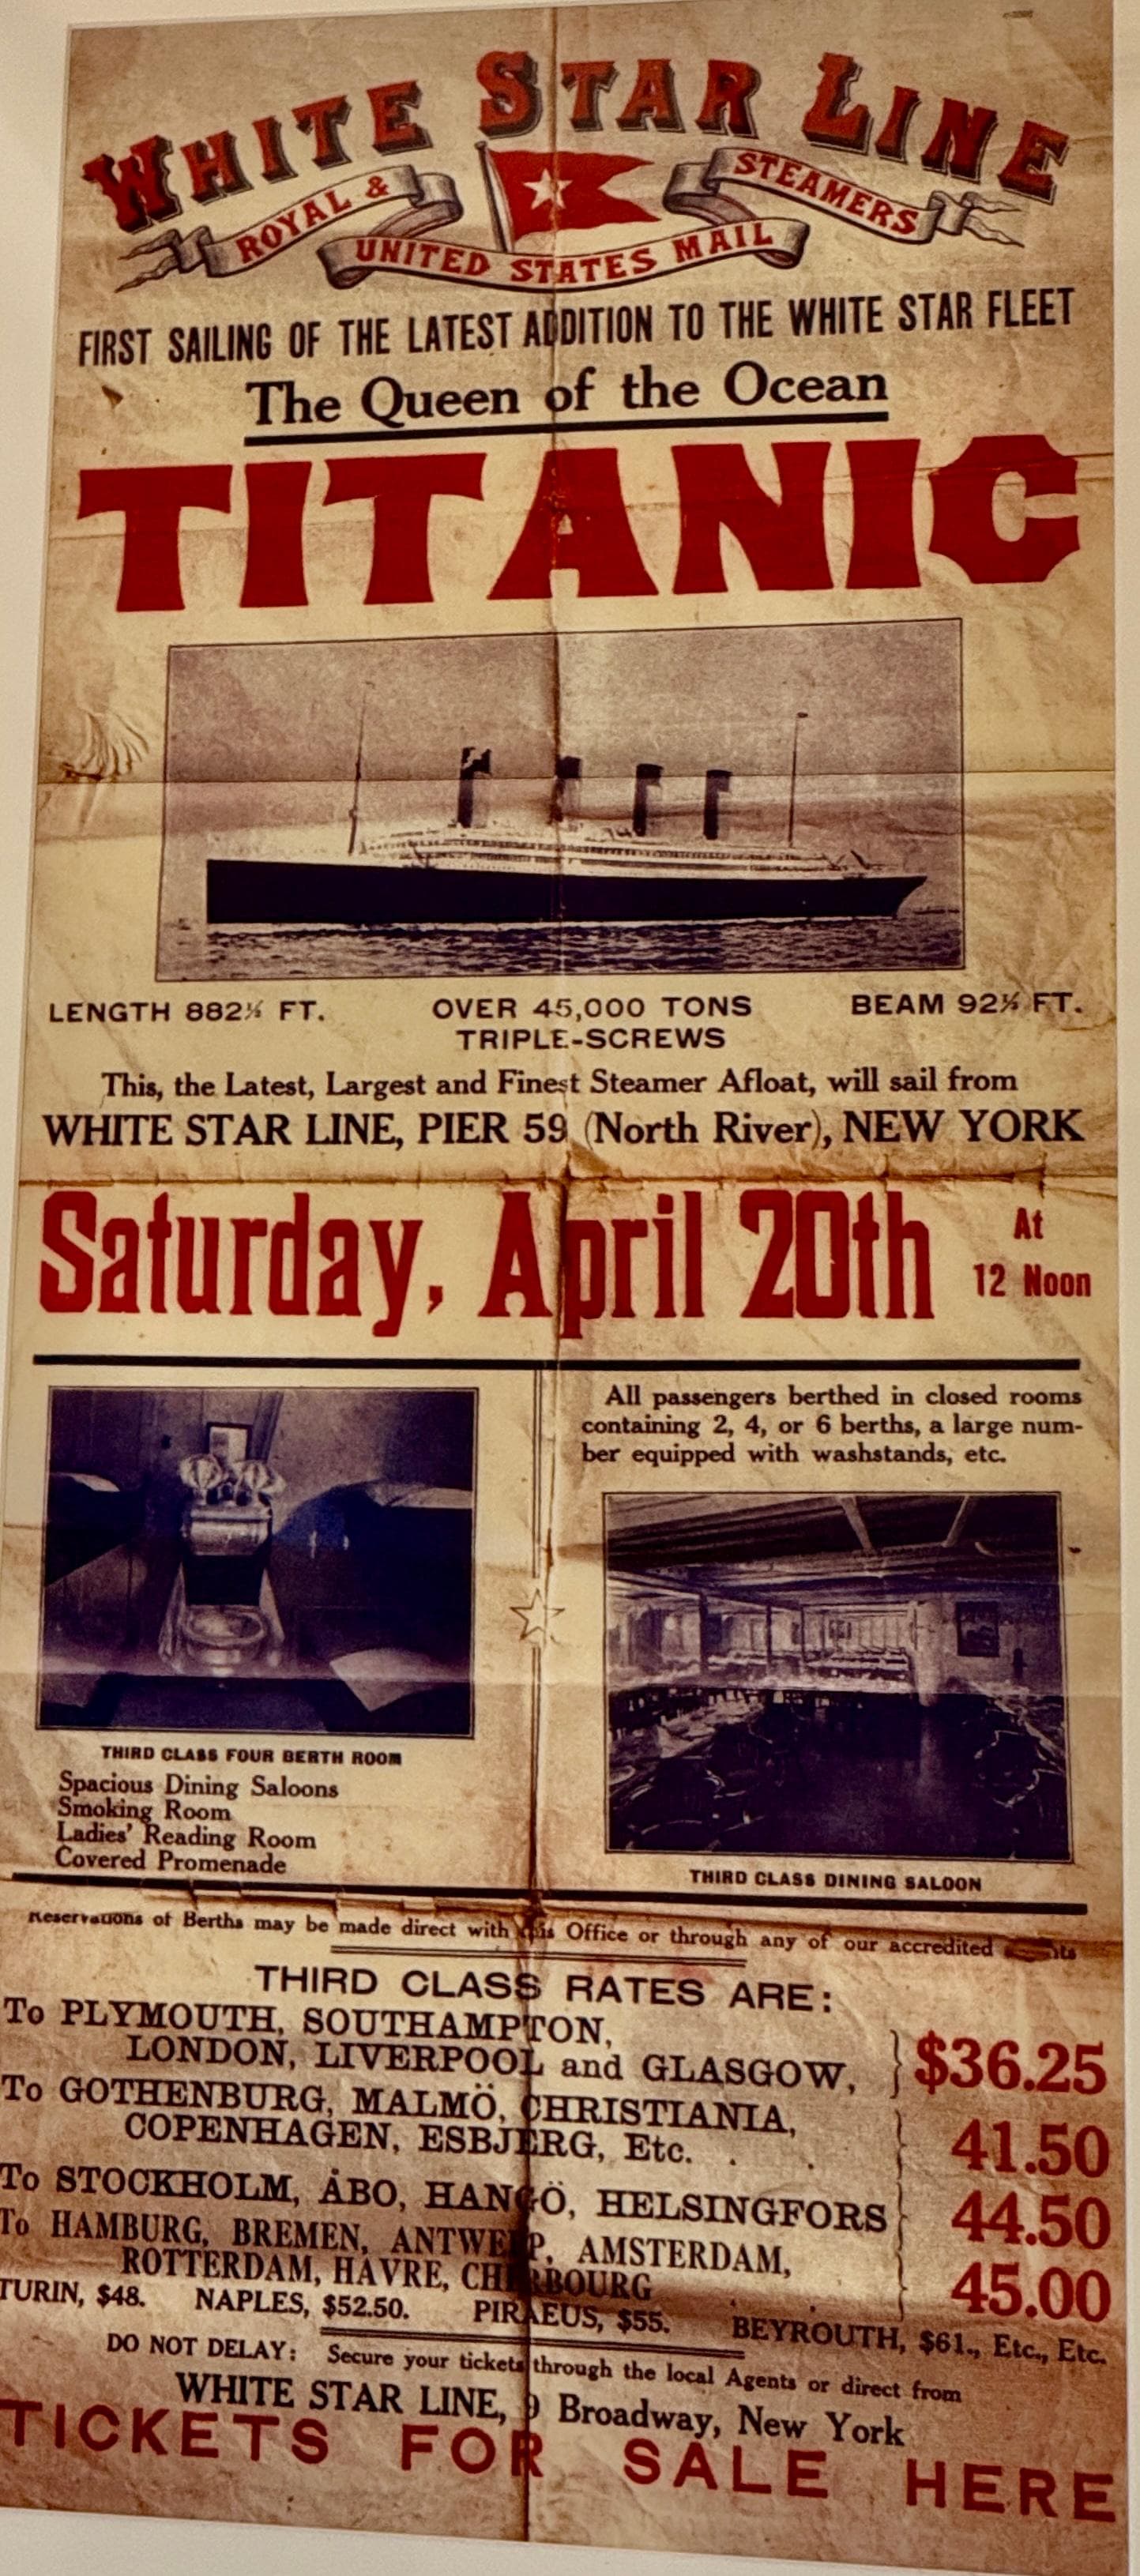 WHITE STAR LINE
ROYAL & UNITED STATES MAIL STEAMERS
FIRST SAILING OF THE LATEST ADDITION TO THE WHITE STAR FLEET
The Queen of the Ocean
TITANIC
LENGTH 882½ FT. OVER 45,000 TONS BEAM 92½ FT.
TRIPLE-SCREWS
This, the Latest, Largest and Finest Steamer Afloat, will sail from
WHITE STAR LINE, PIER 59 (North River), NEW YORK
Saturday, April 20th At
12 Noon
All passengers berthed in closed rooms
containing 2, 4, or 6 berths, a large num-
ber equipped with washstands, etc.
THIRD CLASS FOUR BERTH ROOM
Spacious Dining Saloons
Smoking Room
Ladies' Reading Room
Covered Promenade
THIRD CLASS DINING SALOON
Reservations of Berths may be made direct with this Office or through any of our accredited
THIRD CLASS RATES ARE:
To PLYMOUTH, SOUTHAMPTON,
LONDON, LIVERPOOL and GLASGOW, } $36.25
To GOTHENBURG, MALMÖ, CHRISTIANIA,
COPENHAGEN, ESBJERG, Etc. . . } 41.50
To STOCKHOLM, ÅBO, HANGÖ, HELSINGFORS } 44.50
To HAMBURG, BREMEN, ANTWERP, AMSTERDAM,
ROTTERDAM, HAVRE, CHERBOURG . . } 45.00
TURIN, $48. NAPLES, $52.50. PIRAEUS, $55. BEYROUTH, $61., Etc., Etc.
DO NOT DELAY: Secure your tickets through the local Agents or direct from
WHITE STAR LINE, 9 Broadway, New York
TICKETS FOR SALE HERE